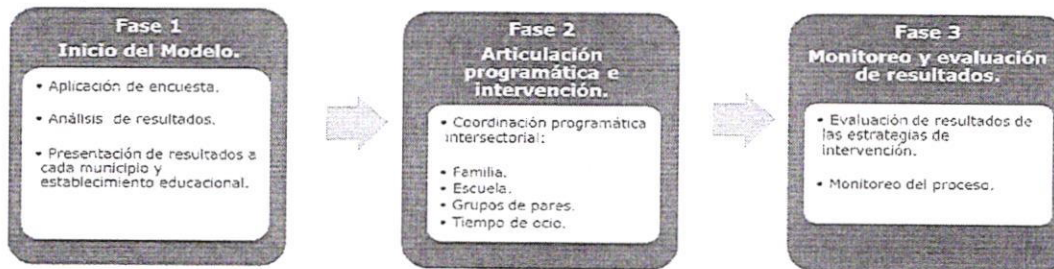 Fase 1
Inicio del Modelo.
• Aplicación de encuesta.
• Análisis de resultados.
• Presentación de resultados a
cada municipio y
establecimiento educacional.
Fase 2
Articulación
programática e
intervención.
• Coordinación programática
intersectorial:
• Familia.
• Escuela.
• Grupos de pares.
• Tiempo de ocio.
Fase 3
Monitoreo y evaluación
de resultados.
• Evaluación de resultados de
las estrategias de
intervención.
• Monitoreo del proceso.